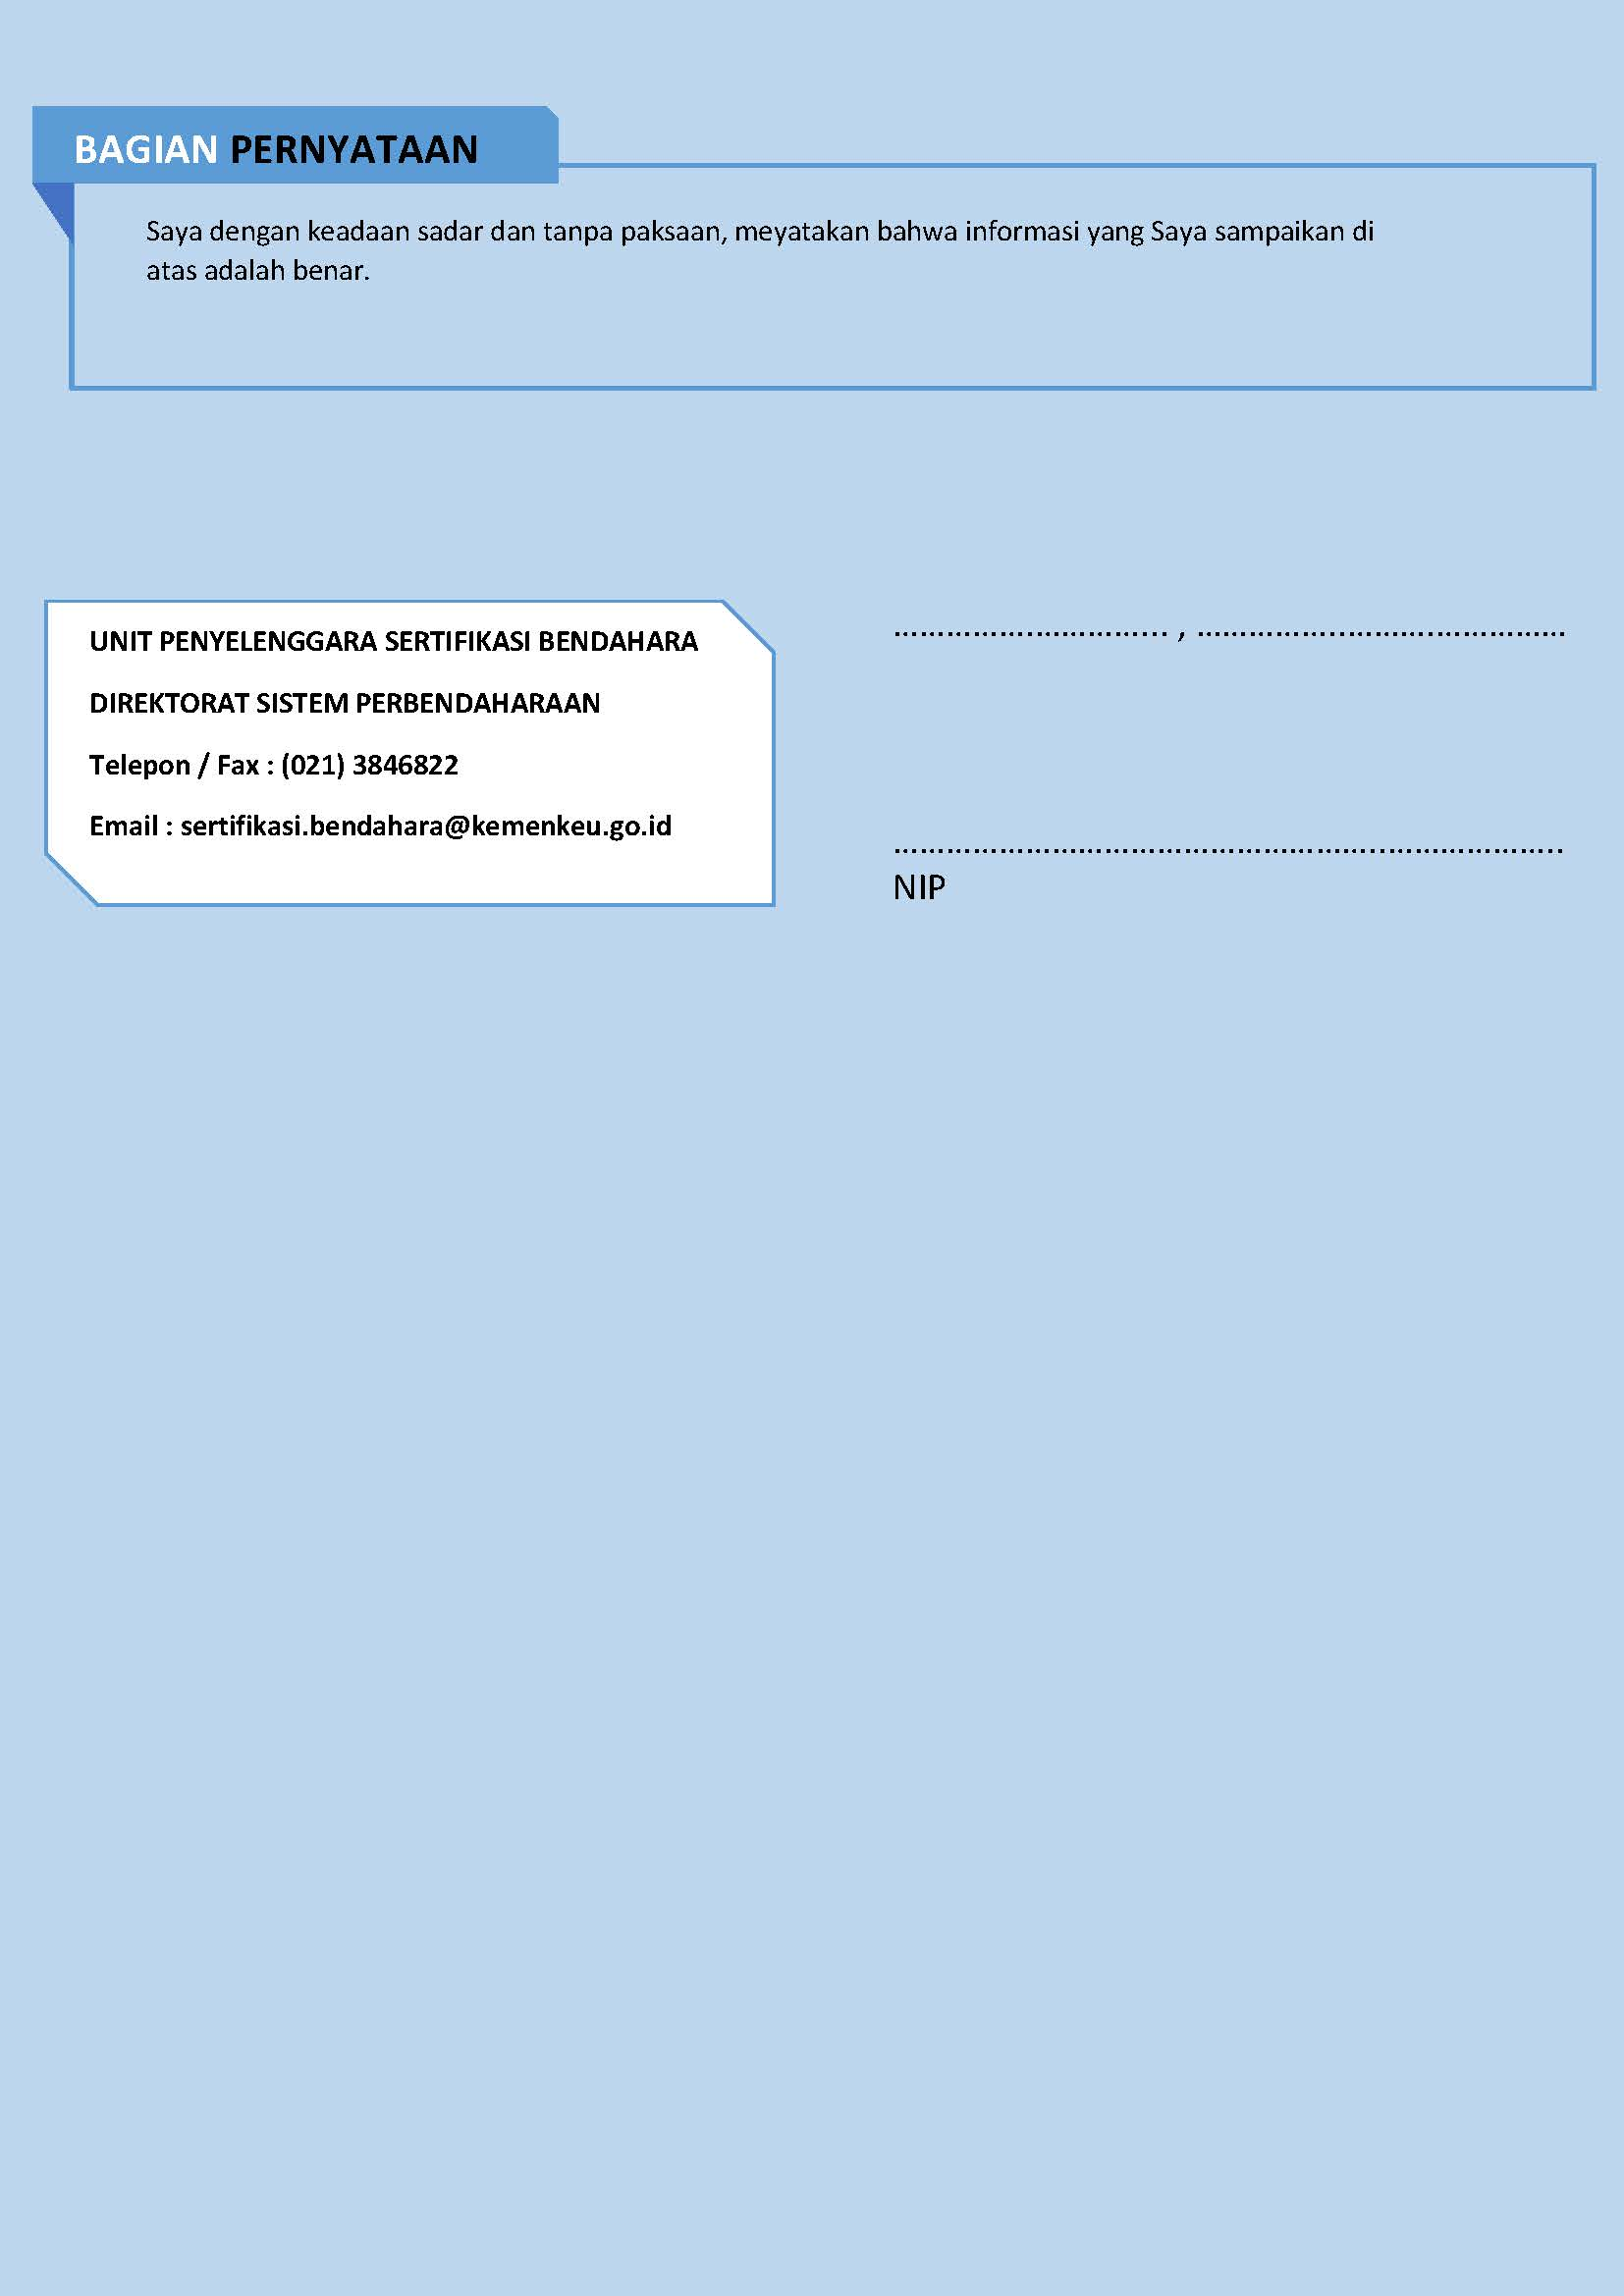 BAGIAN PERNYATAAN
Saya dengan keadaan sadar dan tanpa paksaan, meyatakan bahwa informasi yang Saya sampaikan di
atas adalah benar.
UNIT PENYELENGGARA SERTIFIKASI BENDAHARA
DIREKTORAT SISTEM PERBENDAHARAAN
Telepon / Fax : (021) 3846822
Email : sertifikasi.bendahara@kemenkeu.go.id
............................... , ..........................................
............................................................................
NIP